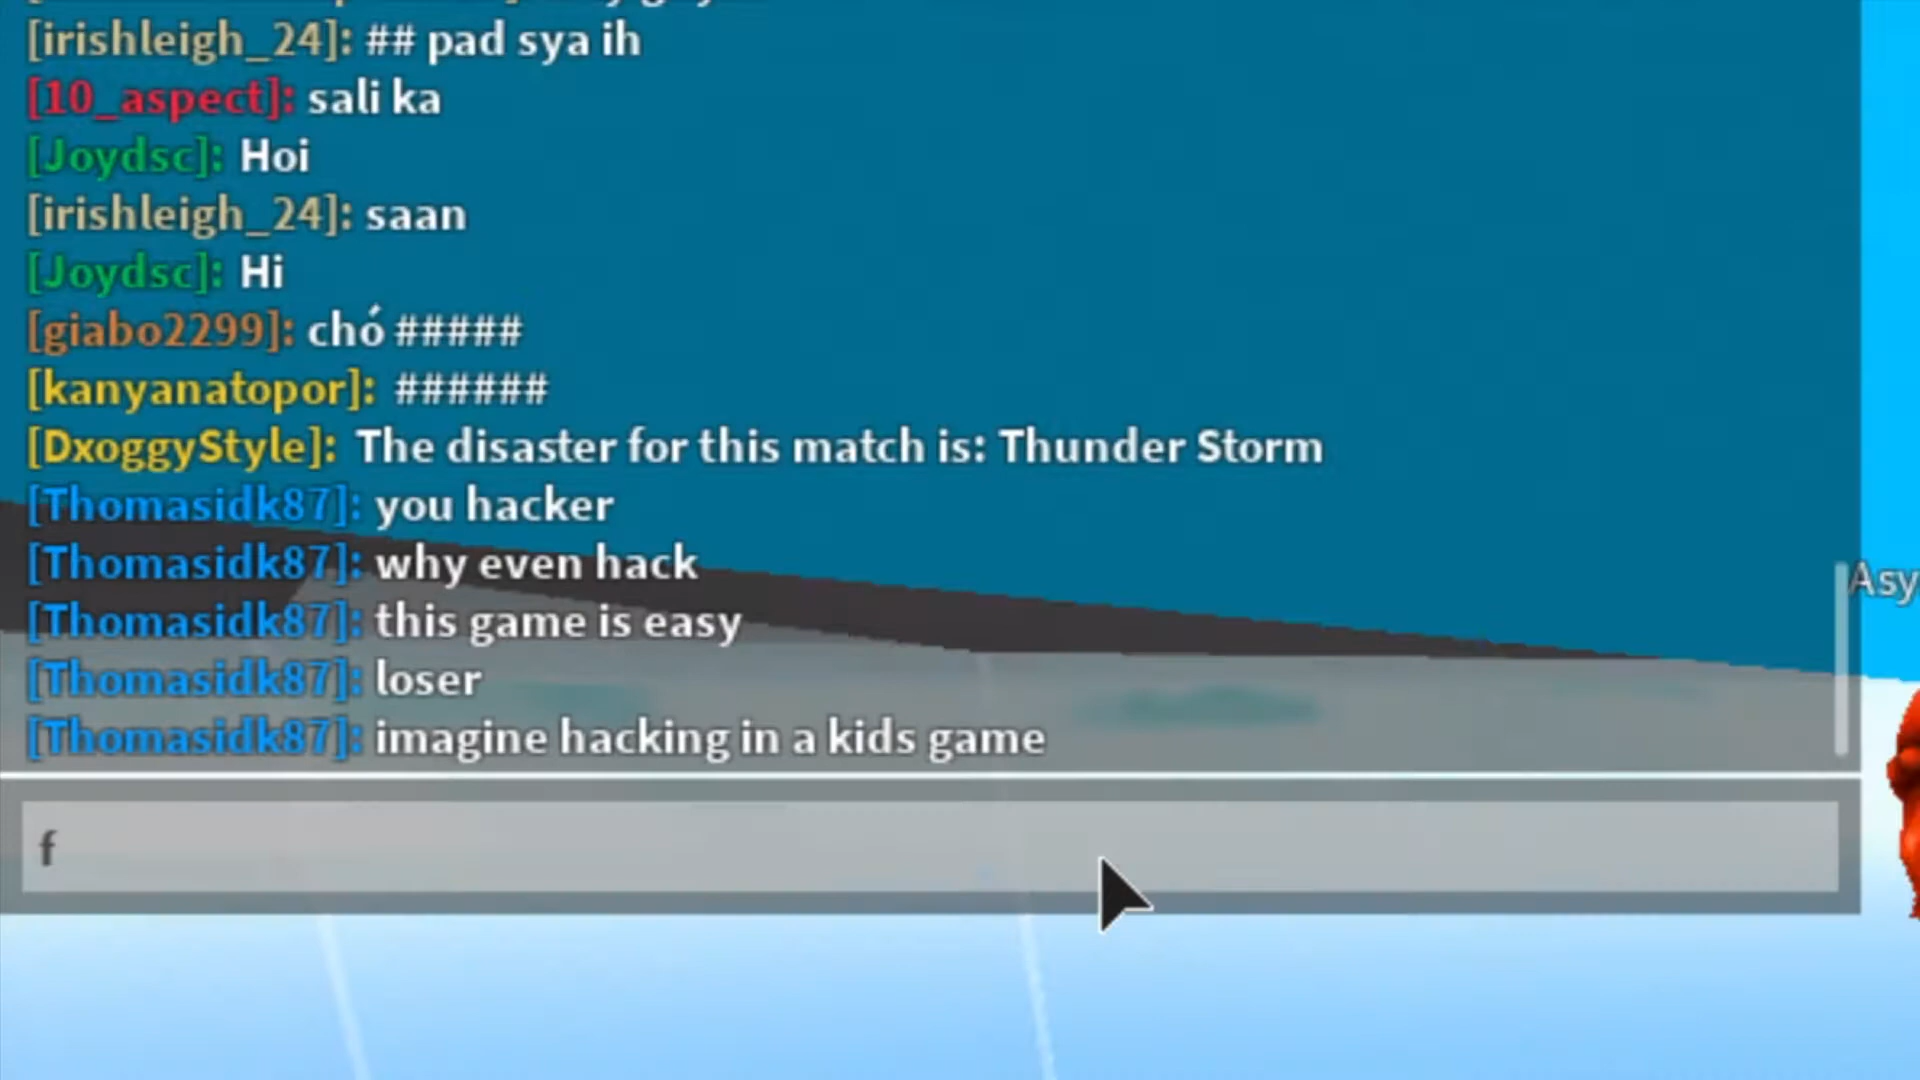 [irishleigh_24]: ## pad sya ih
[10_aspect]: sali ka
[Joydsc]: Hoi
[irishleigh_24]: saan
[Joydsc]: Hi
[giabo2299]: chó #####
[kanyanatopor]: ######
[DxoggyStyle]: The disaster for this match is: Thunder Storm
[Thomasidk87]: you hacker
[Thomasidk87]: why even hack
Asy
[Thomasidk87]: this game is easy
[Thomasidk87]: loser
[Thomasidk87]: imagine hacking in a kids game
f